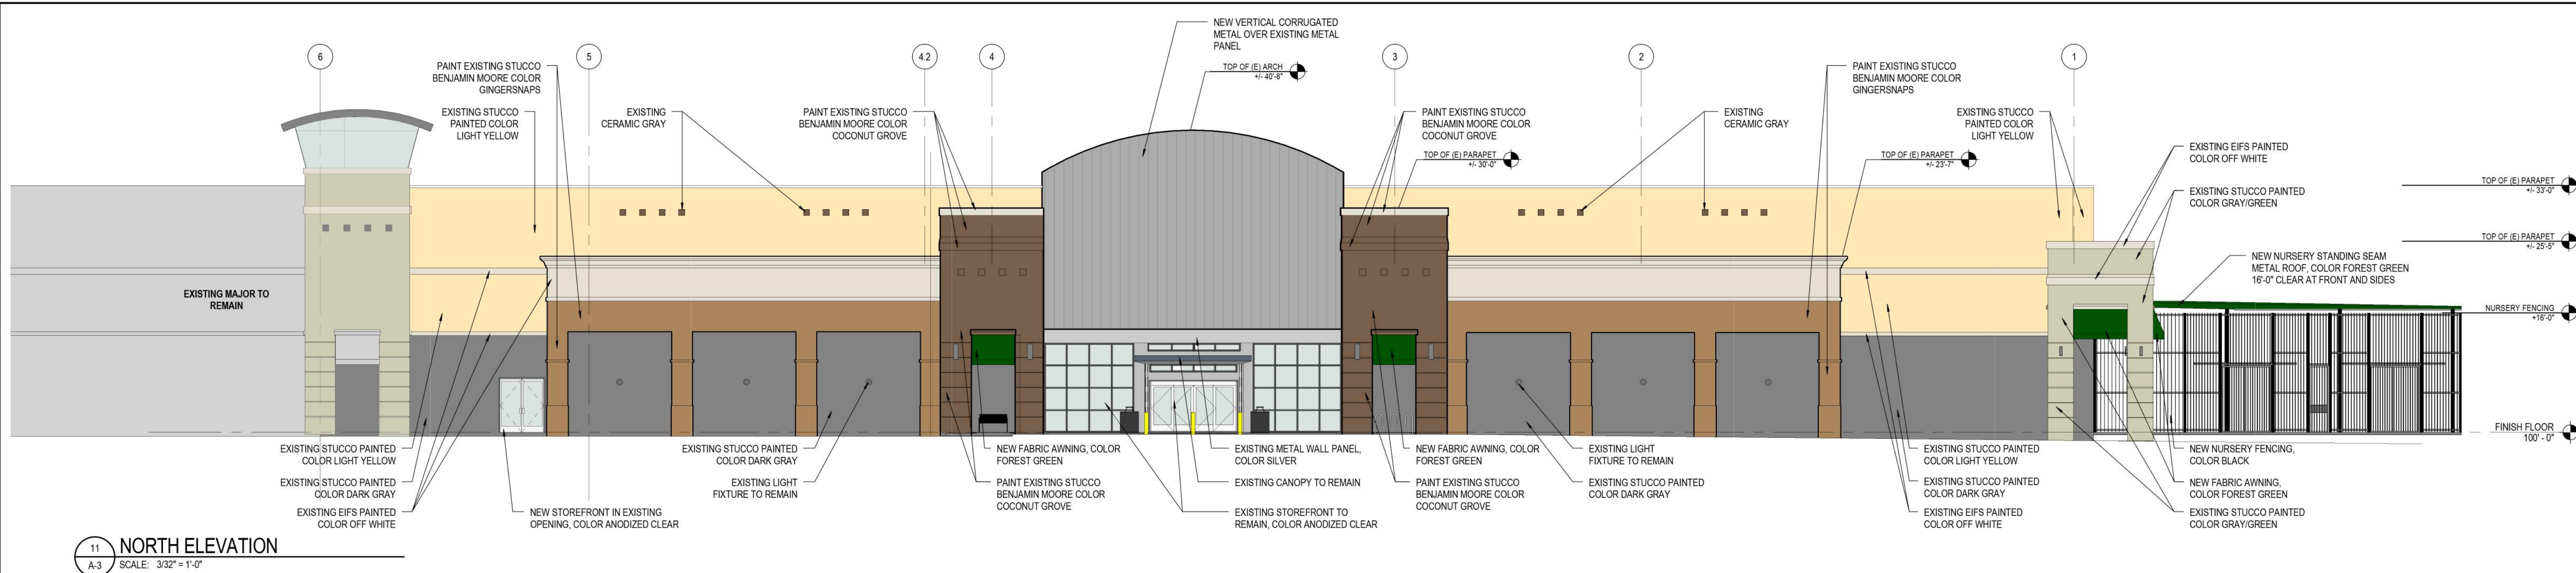 NEW VERTICAL CORRUGATED
METAL OVER EXISTING METAL
PANEL
6
5
4.2
4
3
2
1
PAINT EXISTING STUCCO
BENJAMIN MOORE COLOR
GINGERSNAPS
TOP OF (E) ARCH
+/- 40'-8"
PAINT EXISTING STUCCO
BENJAMIN MOORE COLOR
GINGERSNAPS
EXISTING STUCCO
PAINTED COLOR
LIGHT YELLOW
EXISTING
CERAMIC GRAY
PAINT EXISTING STUCCO
BENJAMIN MOORE COLOR
COCONUT GROVE
PAINT EXISTING STUCCO
BENJAMIN MOORE COLOR
COCONUT GROVE
EXISTING
CERAMIC GRAY
EXISTING STUCCO
PAINTED COLOR
LIGHT YELLOW
TOP OF (E) PARAPET
+/- 30'-0"
TOP OF (E) PARAPET
+/- 23'-7"
EXISTING EIFS PAINTED
COLOR OFF WHITE
TOP OF (E) PARAPET
+/- 33'-0"
EXISTING STUCCO PAINTED
COLOR GRAY/GREEN
TOP OF (E) PARAPET
+/- 25'-5"
NEW NURSERY STANDING SEAM
METAL ROOF, COLOR FOREST GREEN
16'-0" CLEAR AT FRONT AND SIDES
EXISTING MAJOR TO
REMAIN
NURSERY FENCING
+16'-0"
FINISH FLOOR
100' - 0"
EXISTING STUCCO PAINTED
COLOR LIGHT YELLOW
EXISTING STUCCO PAINTED
COLOR DARK GRAY
EXISTING EIFS PAINTED
COLOR OFF WHITE
NEW STOREFRONT IN EXISTING
OPENING, COLOR ANODIZED CLEAR
EXISTING STUCCO PAINTED
COLOR DARK GRAY
EXISTING LIGHT
FIXTURE TO REMAIN
NEW FABRIC AWNING, COLOR
FOREST GREEN
PAINT EXISTING STUCCO
BENJAMIN MOORE COLOR
COCONUT GROVE
EXISTING METAL WALL PANEL,
COLOR SILVER
EXISTING CANOPY TO REMAIN
EXISTING STOREFRONT TO
REMAIN, COLOR ANODIZED CLEAR
NEW FABRIC AWNING, COLOR
FOREST GREEN
PAINT EXISTING STUCCO
BENJAMIN MOORE COLOR
COCONUT GROVE
EXISTING LIGHT
FIXTURE TO REMAIN
EXISTING STUCCO PAINTED
COLOR DARK GRAY
EXISTING STUCCO PAINTED
COLOR LIGHT YELLOW
EXISTING STUCCO PAINTED
COLOR DARK GRAY
EXISTING EIFS PAINTED
COLOR OFF WHITE
NEW NURSERY FENCING,
COLOR BLACK
NEW FABRIC AWNING,
COLOR FOREST GREEN
EXISTING STUCCO PAINTED
COLOR GRAY/GREEN
11
A-3
NORTH ELEVATION
SCALE: 3/32" = 1'-0"